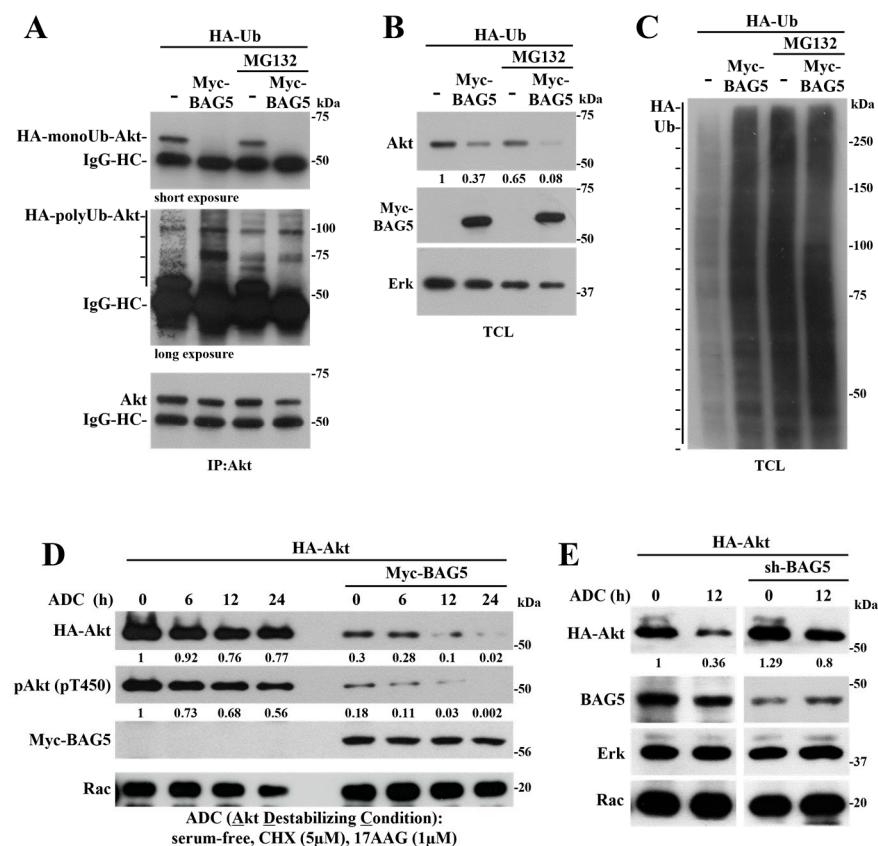 A
HA-Ub
MG132
- Myc-BAG5 - Myc-BAG5
kDa
HA-monoUb-Akt-
IgG-HC-
-75
-50
short exposure
HA-polyUb-Akt-
IgG-HC-
-100
-75
-50
long exposure
Akt
IgG-HC-
-75
-50
IP:Akt
B
HA-Ub
MG132
- Myc-BAG5 - Myc-BAG5
kDa
Akt
-75
-50
1 0.37 0.65 0.08
Myc-BAG5
-75
-50
Erk
-37
TCL
C
HA-Ub
MG132
- Myc-BAG5 - Myc-BAG5
HA-Ub-
kDa
-250
-150
-100
-75
-50
TCL
D
HA-Akt
Myc-BAG5
ADC (h) 0 6 12 24 0 6 12 24
kDa
HA-Akt
-50
1 0.92 0.76 0.77 0.3 0.28 0.1 0.02
pAkt (pT450)
-50
1 0.73 0.68 0.56 0.18 0.11 0.03 0.002
Myc-BAG5
-56
Rac
-20
ADC (Akt Destabilizing Condition):
serum-free, CHX (5µM), 17AAG (1µM)
E
HA-Akt
sh-BAG5
ADC (h) 0 12 0 12
kDa
HA-Akt
-50
1 0.36 1.29 0.8
BAG5
-50
Erk
-37
Rac
-20